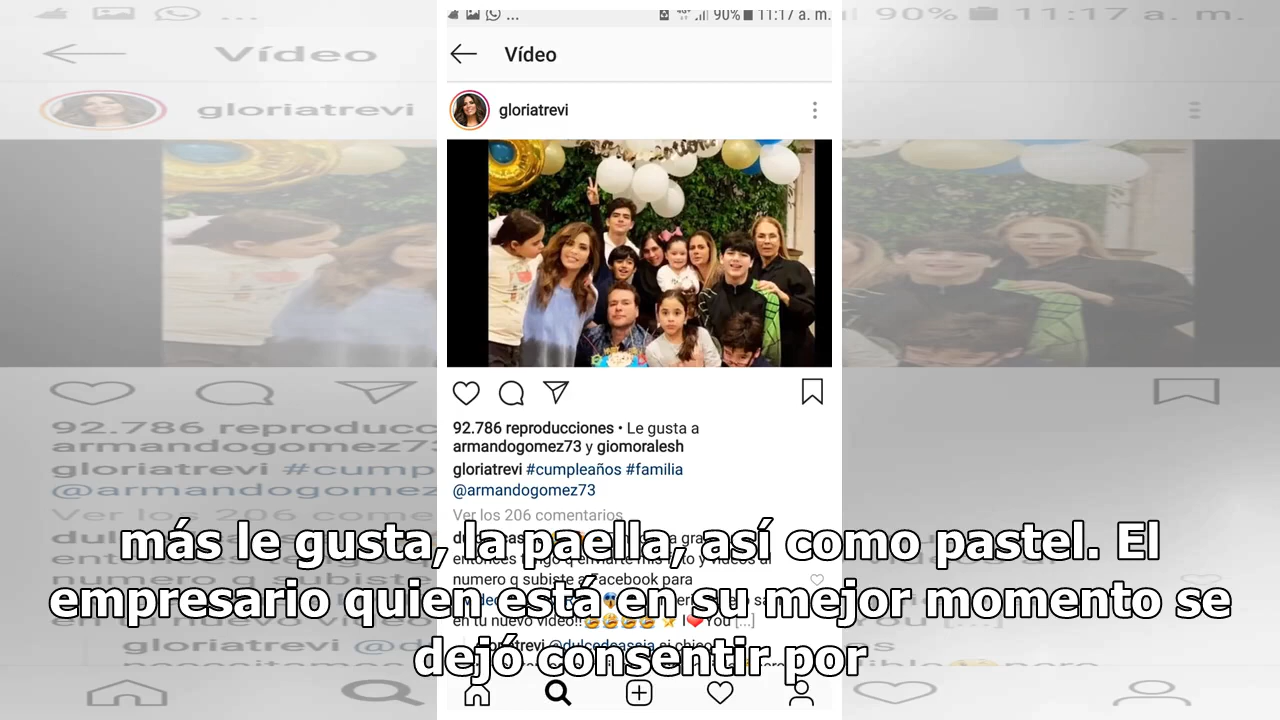 ... 90% 11:17 a. m.
Vídeo
gloriatrevi
92.786 reproducciones • Le gusta a
armandogomez73 y giomoralesh
gloriatrevi #cumpleaños #familia
@armandogomez73
Ver los 206 comentarios
más le gusta, la paella, así como pastel. El
numero q subiste a Facebook para
empresario quien está en su mejor momento se
en tu nuevo video!!
You [...]
dejó consentir por